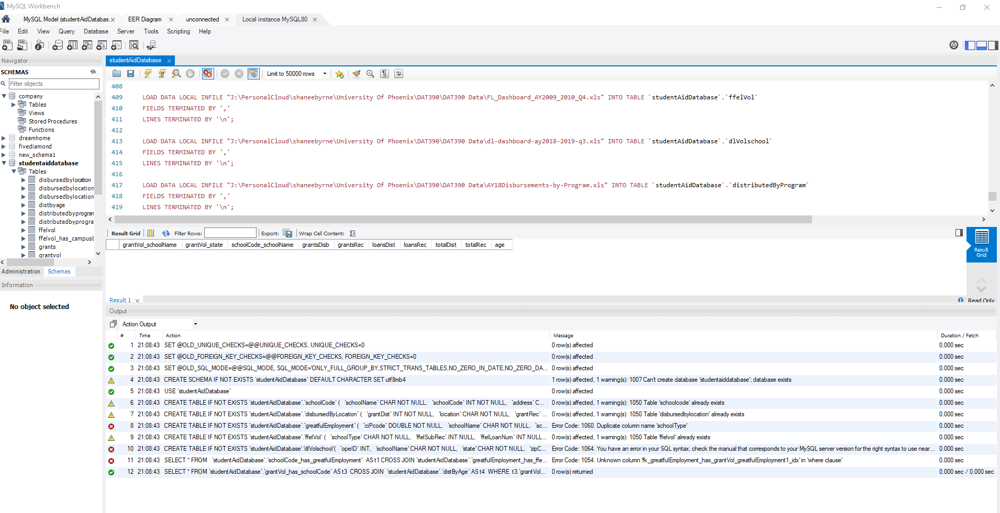 MySQL Workbench
MySQL Model (studentAidDatabas.×
EER Diagram
unconnected
Local instance MySQL80
File Edit View Query Database Server Tools Scripting Help
Navigator
SCHEMAS
Filter objects
company
Tables
Views
Stored Procedures
Functions
dreamhome
fivediamond
new_schema1
studentaiddatabase
Tables
disbursedbylocation
disbursedbylocation
disbursedbylocation
distbyage
distributedbyprogram
distributedbyprogra
ffelvol
ffelvol_has_campusb
grants
grantvol
Administration Schemas
Information
No object selected
studentAidDatabase
Limit to 50000 rows
408
409 LOAD DATA LOCAL INFILE "J:\PersonalCloud\shaneebyrne\University Of Phoenix\DAT390\DAT390 Data\FL_Dashboard_AY2009_2010_Q4.xls" INTO TABLE `studentAidDatabase`.`ffelVol`
410 FIELDS TERMINATED BY ','
411 LINES TERMINATED BY '\n';
412
413 LOAD DATA LOCAL INFILE "J:\PersonalCloud\shaneebyrne\University Of Phoenix\DAT390\DAT390 Data\dl-dashboard-ay2018-2019-q3.xls" INTO TABLE `studentAidDatabase`.`dlVolschool`
414 FIELDS TERMINATED BY ','
415 LINES TERMINATED BY '\n';
416
417 LOAD DATA LOCAL INFILE "J:\PersonalCloud\shaneebyrne\University Of Phoenix\DAT390\DAT390 Data\AY18Disbursements-by-Program.xls" INTO TABLE `studentAidDatabase`.`distributedByProgram`
418 FIELDS TERMINATED BY ','
419 LINES TERMINATED BY '\n';
Result Grid Filter Rows: Export: Wrap Cell Content:
grantVol_schoolName grantVol_state schoolCode_schoolName grantsDisb grantsRec loansDist loansRec totalDist totalRec age
Result
Grid
Result 1
Read Only
Output
Action Output
# Time Action Message Duration / Fetch
1 21:08:43 SET @OLD_UNIQUE_CHECKS=@@UNIQUE_CHECKS, UNIQUE_CHECKS=0 0 row(s) affected 0.000 sec
2 21:08:43 SET @OLD_FOREIGN_KEY_CHECKS=@@FOREIGN_KEY_CHECKS, FOREIGN_KEY_CHECKS=0 0 row(s) affected 0.000 sec
3 21:08:43 SET @OLD_SQL_MODE=@@SQL_MODE, SQL_MODE='ONLY_FULL_GROUP_BY,STRICT_TRANS_TABLES,NO_ZERO_IN_DATE,NO_ZERO_DA... 0 row(s) affected 0.000 sec
4 21:08:43 CREATE SCHEMA IF NOT EXISTS `studentAidDatabase` DEFAULT CHARACTER SET utf8mb4 1 row(s) affected, 1 warning(s): 1007 Can't create database 'studentaiddatabase'; database exists 0.000 sec
5 21:08:43 USE `studentAidDatabase` 0 row(s) affected 0.000 sec
6 21:08:43 CREATE TABLE IF NOT EXISTS `studentAidDatabase`.`schoolCode` ( `schoolName` CHAR NOT NULL, `schoolCode` INT NOT NULL, `address` C... 0 row(s) affected, 1 warning(s): 1050 Table 'schoolcode' already exists 0.000 sec
7 21:08:43 CREATE TABLE IF NOT EXISTS `studentAidDatabase`.`disbursedByLocation` ( `grantDist` INT NOT NULL, `location` CHAR NOT NULL, `grantRec` ... 0 row(s) affected, 1 warning(s): 1050 Table 'disbursedbylocation' already exists 0.000 sec
8 21:08:43 CREATE TABLE IF NOT EXISTS `studentAidDatabase`.`greatfulEmployment` ( `ciPcode` DOUBLE NOT NULL, `schoolName` CHAR NOT NULL, `sc... Error Code: 1060. Duplicate column name 'schoolType' 0.000 sec
9 21:08:43 CREATE TABLE IF NOT EXISTS `studentAidDatabase`.`ffelVol` ( `schoolType` CHAR NOT NULL, `ffelSubRec` INT NULL, `ffelLoanNum` INT NULL... 0 row(s) affected, 1 warning(s): 1050 Table 'ffelvol' already exists 0.000 sec
10 21:08:43 CREATE TABLE IF NOT EXISTS `studentAidDatabase'.'dlVolschool'( `opeID` INT, 'schoolName' CHAR NOT NULL, 'state' CHAR NOT NULL, 'zipC... Error Code: 1064. You have an error in your SQL syntax; check the manual that corresponds to your MySQL server version for the right syntax to use near... 0.000 sec
11 21:08:43 SELECT * FROM `studentAidDatabase`.`schoolCode_has_greatfulEmployment` AS t1 CROSS JOIN `studentAidDatabase`.`greatfulEmployment_has_ffe... Error Code: 1054. Unknown column 'fk_greatfulEmployment_has_grantVol_greatfulEmployment1_idx' in 'where clause' 0.000 sec
12 21:08:43 SELECT * FROM `studentAidDatabase`.`grantVol_has_schoolCode` AS t3 CROSS JOIN `studentAidDatabase`.`distByAge` AS t4 WHERE t3.`grantVol... 0 row(s) returned 0.000 sec / 0.000 sec